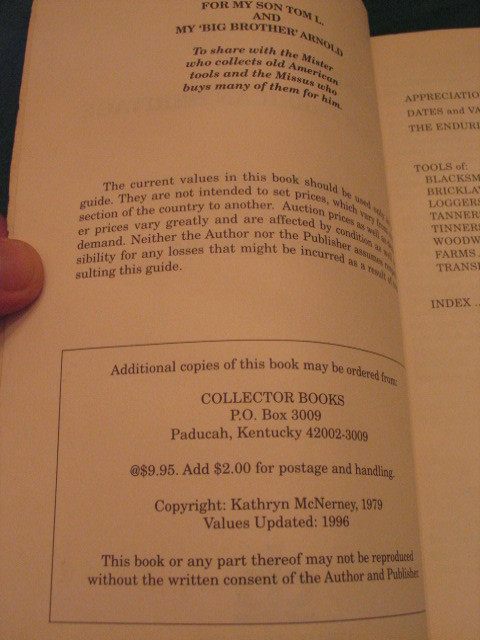 FOR MY SON TOM L.
AND
MY 'BIG BROTHER' ARNOLD
To share with the Mister
who collects old American
tools and the Missus who
buys many of them for him.
The current values in this book should be used only
guide. They are not intended to set prices, which vary from
section of the country to another. Auction prices as well as
er prices vary greatly and are affected by condition as well
demand. Neither the Author nor the Publisher assumes
sibility for any losses that might be incurred as a result of
sulting this guide.
Additional copies of this book may be ordered from:
COLLECTOR BOOKS
P.O. Box 3009
Paducah, Kentucky 42002-3009
@$9.95. Add $2.00 for postage and handling.
Copyright: Kathryn McNerney, 1979
Values Updated: 1996
This book or any part thereof may not be reproduced
without the written consent of the Author and Publisher
APPRECIATIO
DATES and VA
THE ENDURI
TOOLS of:
BLACKSM
BRICKLA
LOGGERS
TANNERS
TINNERS
WOODW
FARMS
TRANS
INDEX